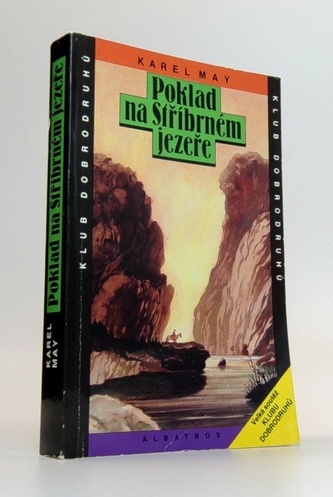 KAREL MAY
Poklad
na Stříbrném
jezeře
KLUB DOBRODRUHŮ
KLUB DOBRODRUHŮ
Velká soutěž
KLUBU
DOBRODRUHŮ
ALBATROS
KAREL
MAY
Poklad na Stříbrném jezeře